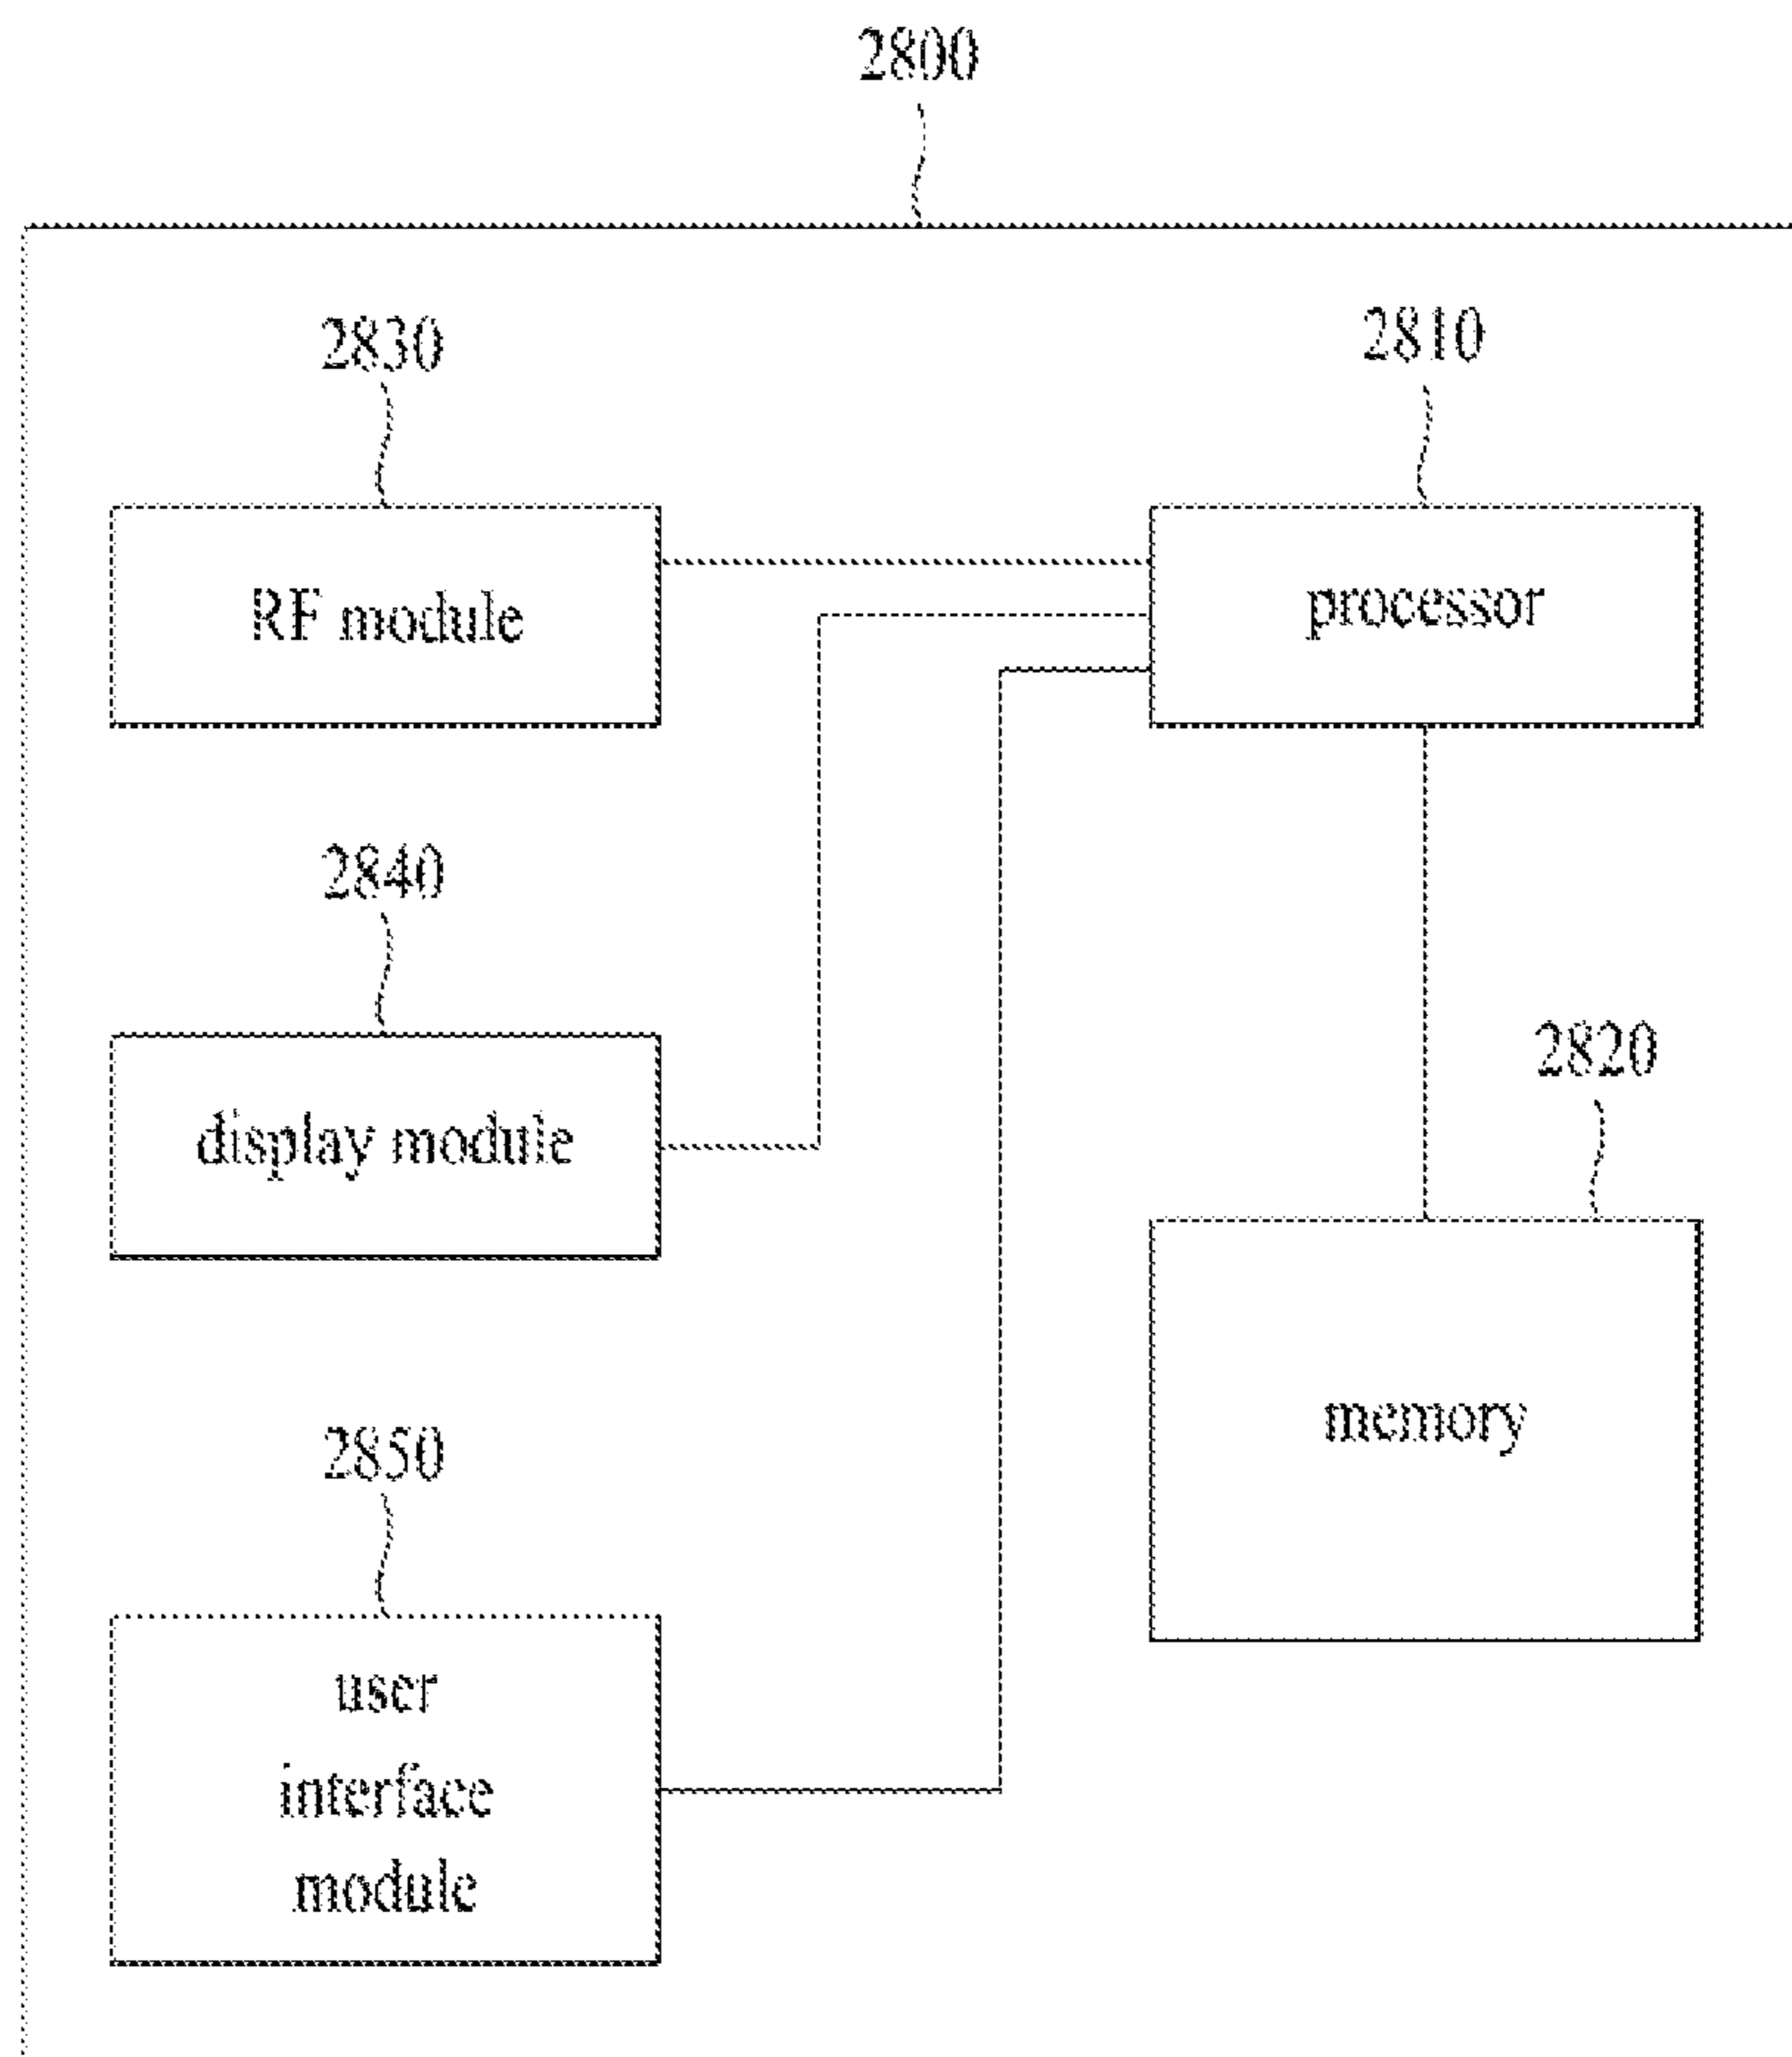 2800
2830
2810
RF module
processor
2840
2820
display module
memory
2850
user
interface
module